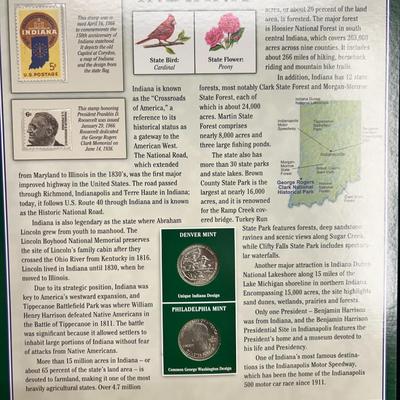 This stamp was
used April 16, 1966
to commemorate the
150th anniversary of
Indiana statehood.
It depicts the old
Capitol at Corydon,
a map of Indiana
and the design from
the state flag.
INDIANA
U.S. POSTAGE
5¢
This stamp honoring
President Franklin D.
Roosevelt was issued
January 29, 1966.
Roosevelt dedicated
the George Rogers
Clark Memorial on
June 14, 1936.
6¢
State Bird:
Cardinal
State Flower:
Peony
Indiana is known
as the "Crossroads
of America," a
reference to its
historical status as
a gateway to the
American West.
The National Road,
which extended
from Maryland to Illinois in the 1830's, was the first major
improved highway in the United States. The road passed
through Richmond, Indianapolis and Terre Haute in Indiana;
today, it follows U.S. Route 40 through Indiana and is known
as the Historic National Road.
Indiana is also legendary as the state where Abraham
Lincoln grew from youth to manhood. The Lincoln
Boyhood National Memorial preserves
the site of Lincoln's family cabin after they
crossed the Ohio River from Kentucky in 1816.
Lincoln lived in Indiana until 1830, when he
moved to Illinois.
Due to its strategic position, Indiana was
key to America's westward expansion, and
Tippecanoe Battlefield Park was where William
Henry Harrison defeated Native Americans in
the Battle of Tippecanoe in 1811. The battle
was significant because it allowed settlers to
inhabit large portions of Indiana without fear
of attacks from Native Americans.
More than 15 million acres in Indiana – or
about 65 percent of the state's land area – is
devoted to farmland, making it one of the
most heavily agricultural states. Over 4.7 million
acres, or about 20 percent of the land
area, is forested. The major forest
is Hoosier National Forest in south
central Indiana, which covers 203,000
acres across nine counties. It includes
about 266 miles of hiking, horseback
riding and mountain bike trails.
In addition, Indiana has 12 state
forests, most notably Clark State Forest and Morgan-Monroe
State Forest, each of
which is about 24,000
acres. Martin State
Forest comprises
nearly 8,000 acres and
three large fishing ponds.
The state also has
more than 30 state parks
and state lakes. Brown
County State Park is the
largest at nearly 16,000
acres, and it is renowned
for the Ramp Creek cov-
ered bridge. Turkey Run
State Park features forests, deep sandstone
ravines and scenic views along Sugar Creek,
while Clifty Falls State Park includes spectac-
ular waterfalls.
Another major attraction is Indiana Dunes
National Lakeshore along 15 miles of the
Lake Michigan shoreline in northern Indiana.
Encompassing 15,000 acres, the site highlights
sand dunes, wetlands, prairies and forests.
Only one President – Benjamin Harrison
was from Indiana, and the Benjamin Harrison
Presidential Site in Indianapolis features the
President's home and a museum devoted to
his life and Presidency.
One of Indiana's most famous destina-
tions is the Indianapolis Motor Speedway,
which has been the home of the Indianapolis
500 motor car race since 1911.
Indiana Dunes
National Lakeshore
Indianapolis
Morgan-
Monroe
State
Forest
George Rogers
Clark National
Historical Park
DENVER MINT
Unique Indiana Design
PHILADELPHIA MINT
Common George Washington Design